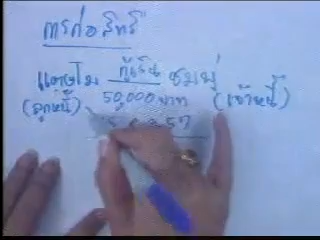 การก่อสิทธิ
แตงโม กู้เงิน ชมพู่
(ลูกหนี้) 50,000 บาท (เจ้าหนี้)